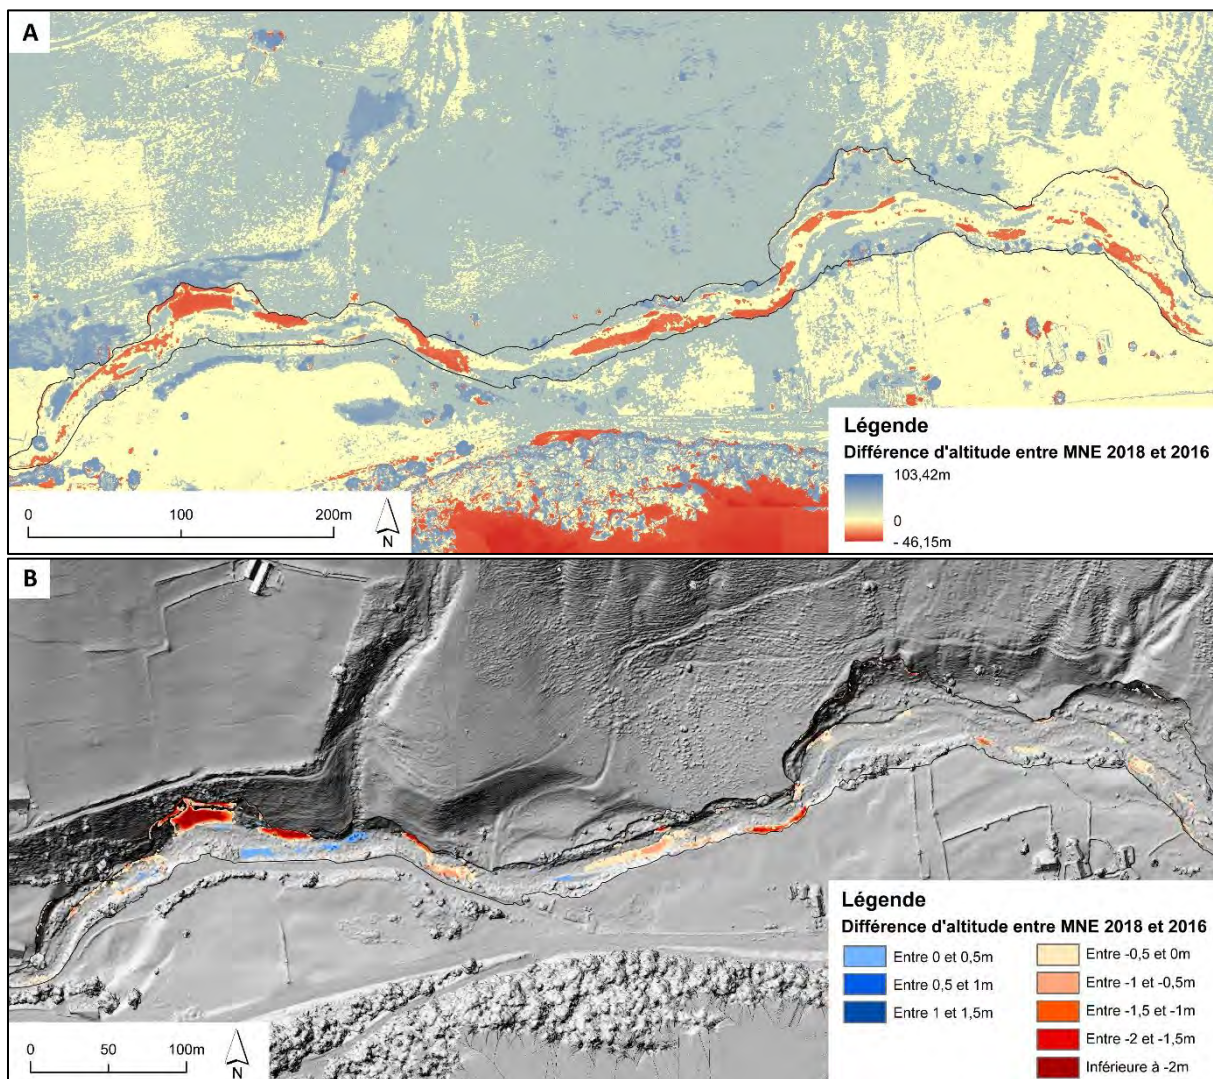 A
Légende
Différence d'altitude entre MNE 2018 et 2016
103,42m
0
- 46,15m
0 100 200m
N
B
Légende
Différence d'altitude entre MNE 2018 et 2016
Entre 0 et 0,5m
Entre 0,5 et 1m
Entre 1 et 1,5m
Entre -0,5 et 0m
Entre -1 et -0,5m
Entre -1,5 et -1m
Entre -2 et -1,5m
Inférieure à -2m
0 50 100m
N